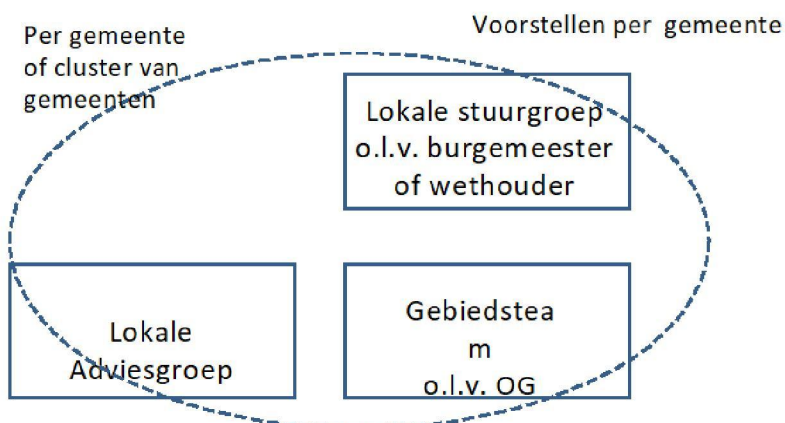 Per gemeente
of cluster van
gemeenten
Voorstellen per gemeente
Lokale stuurgroep
o.l.v. burgemeester
of wethouder
Lokale
Adviesgroep
Gebiedstea
m
o.l.v. OG